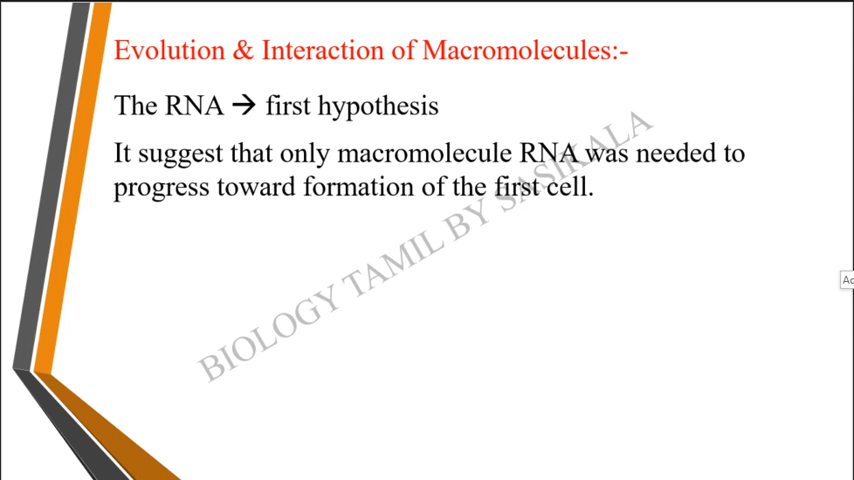 Evolution & Interaction of Macromolecules:-
The RNA → first hypothesis
It suggest that only macromolecule RNA was needed to
progress toward formation of the first cell.
BIOLOGY TAMIL BY SASIKALA
Ac